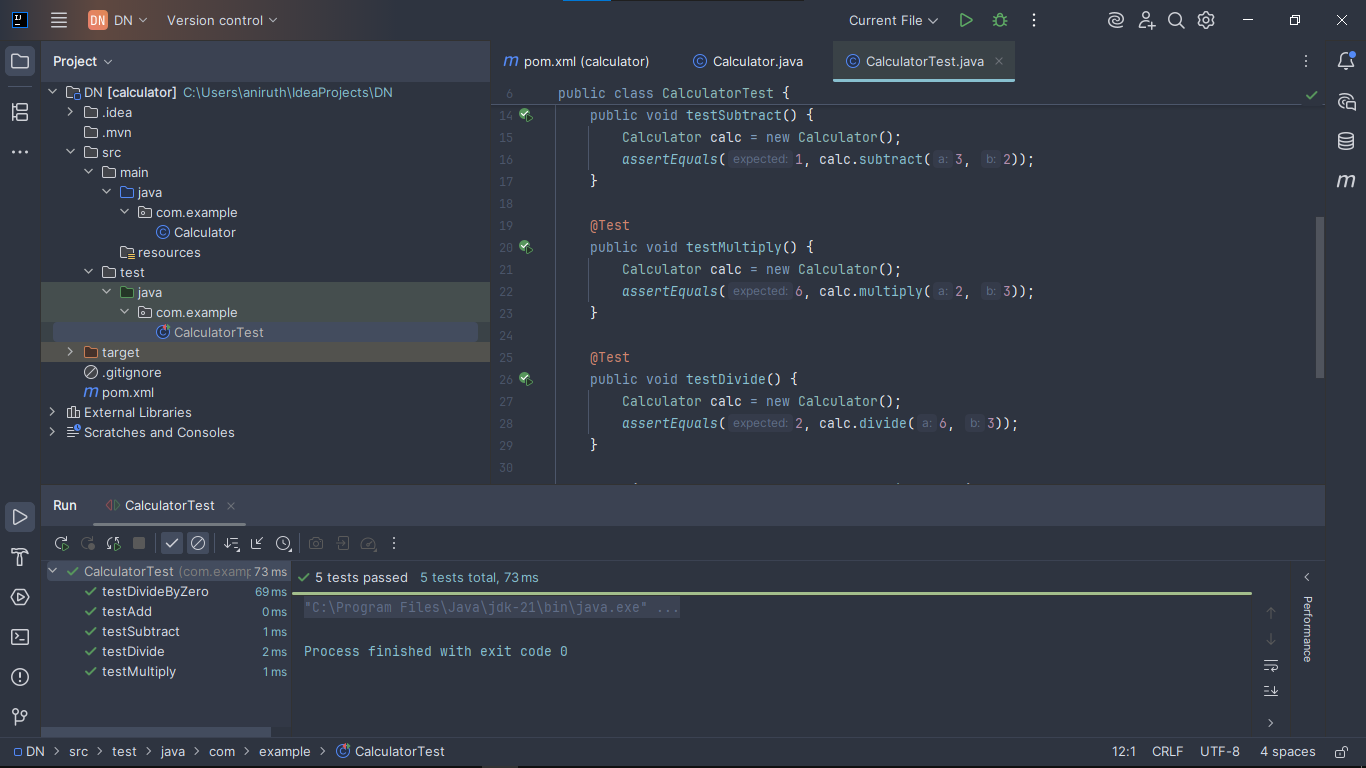 DN DN Version control Current File
Project
DN [calculator] C:\Users\aniruth\IdeaProjects\DN
.idea
.mvn
src
main
java
com.example
Calculator
resources
test
java
com.example
CalculatorTest
target
.gitignore
m pom.xml
External Libraries
Scratches and Consoles
m pom.xml (calculator) Calculator.java CalculatorTest.java
6 public class CalculatorTest {
14 public void testSubtract() {
15 Calculator calc = new Calculator();
16 assertEquals( expected: 1, calc.subtract( a: 3, b: 2));
17 }
18
19 @Test
20 public void testMultiply() {
21 Calculator calc = new Calculator();
22 assertEquals( expected: 6, calc.multiply( a: 2, b: 3));
23 }
24
25 @Test
26 public void testDivide() {
27 Calculator calc = new Calculator();
28 assertEquals( expected: 2, calc.divide( a: 6, b: 3));
29 }
30
m
Run CalculatorTest
CalculatorTest (com.examp 73 ms
testDivideByZero 69 ms
testAdd 0 ms
testSubtract 1 ms
testDivide 2 ms
testMultiply 1 ms
5 tests passed 5 tests total, 73 ms
"C:\Program Files\Java\jdk-21\bin\java.exe" ...
Process finished with exit code 0
Performance
DN > src > test > java > com > example > CalculatorTest
12:1 CRLF UTF-8 4 spaces